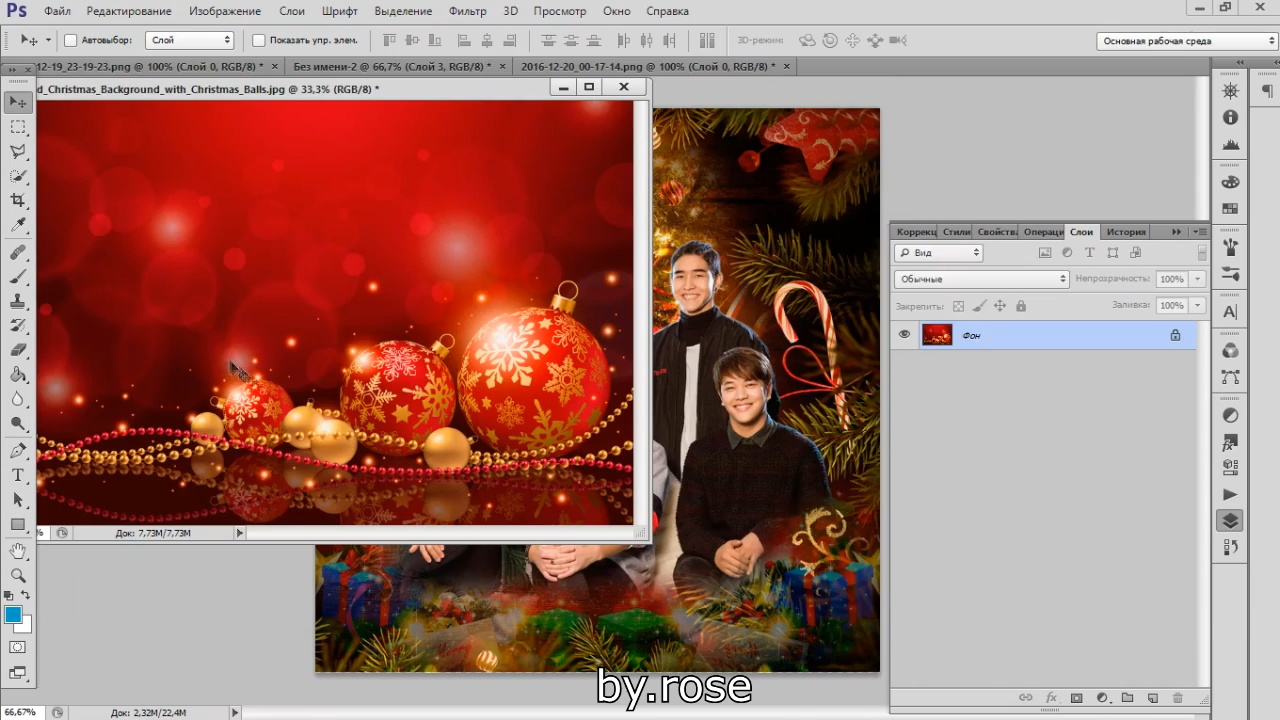 Ps Файл Редактирование Изображение Слои Шрифт Выделение Фильтр 3D Просмотр Окно Справка
Автовыбор: Слой Показать упр. элем. 3D-режим: Основная рабочая среда
12-19_23-19-23.png @ 100% (Слой 0, RGB/8) * × Без имени-2 @ 66,7% (Слой 3, RGB/8) * × 2016-12-20_00-17-14.png @ 100% (Слой 0, RGB/8) * ×
d_Christmas_Background_with_Christmas_Balls.jpg @ 33,3% (RGB/8) *
Коррекц Стили Свойства Операци Слои История
Вид
Обычные Непрозрачность: 100%
Закрепить: Заливка: 100%
Фон
% Док: 7,73M/7,73M
by.rose
66,67% Док: 2,32M/22,4M